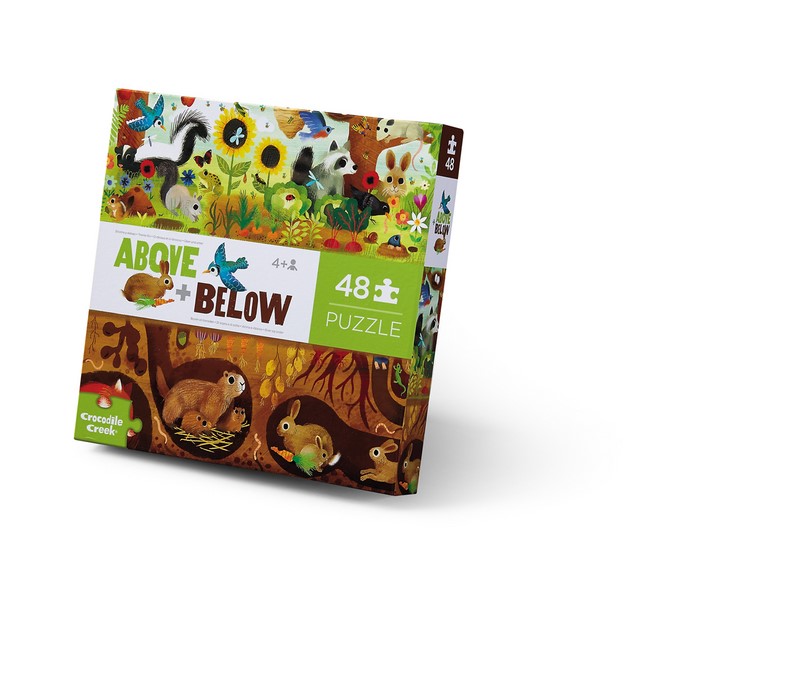 ABOVE
+ BELOW
4+
48
PUZZLE
Crocodile
Creek®
48
ABOVE
BELOW